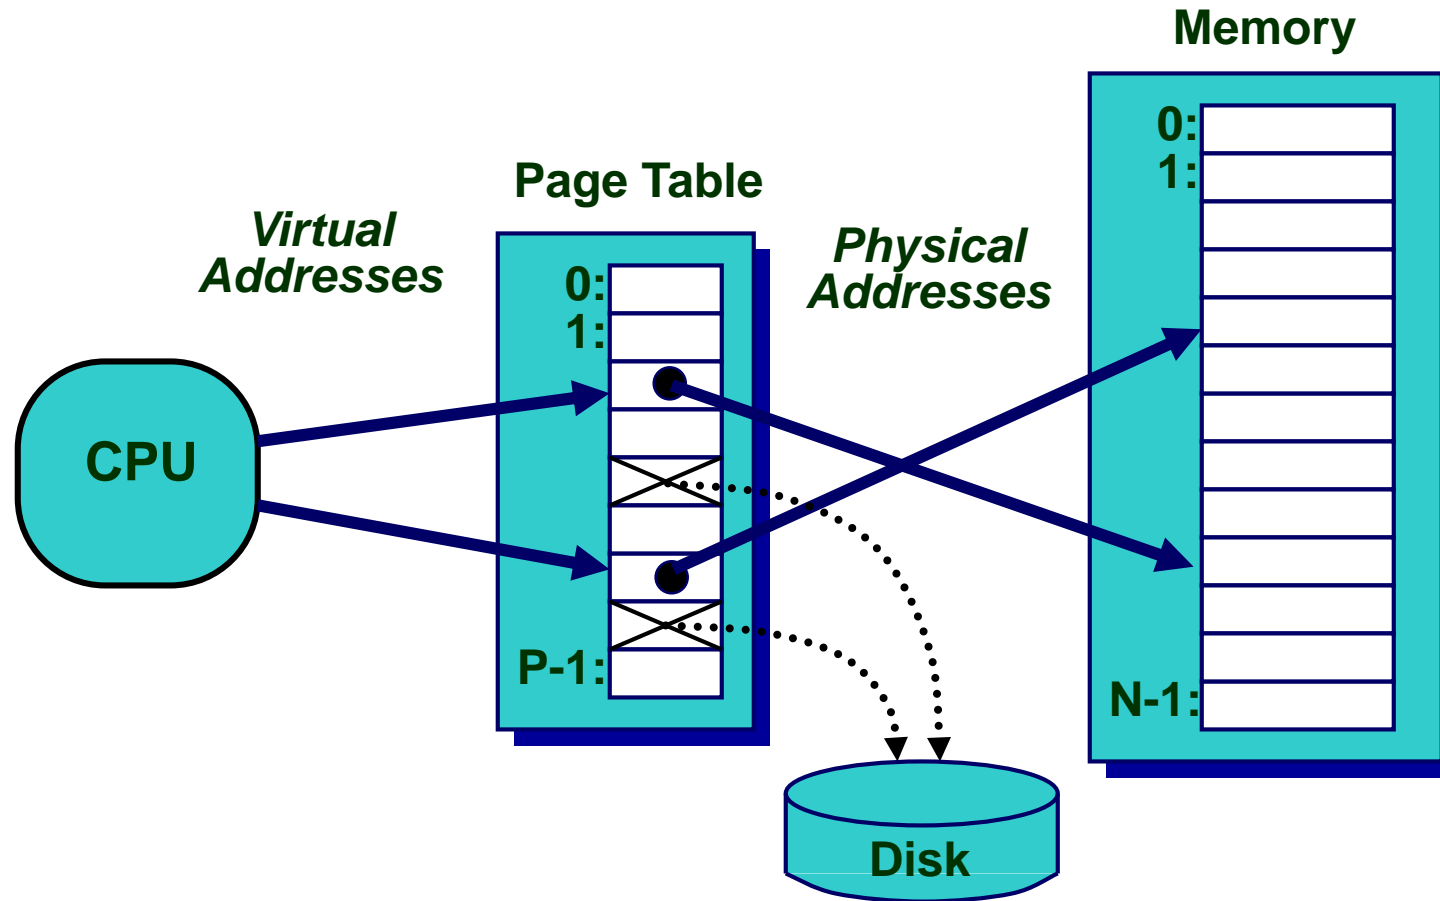 Memory
0:
1:
Page Table
Virtual
Addresses
Physical
Addresses
0:
1:
CPU
P-1:
N-1:
Disk